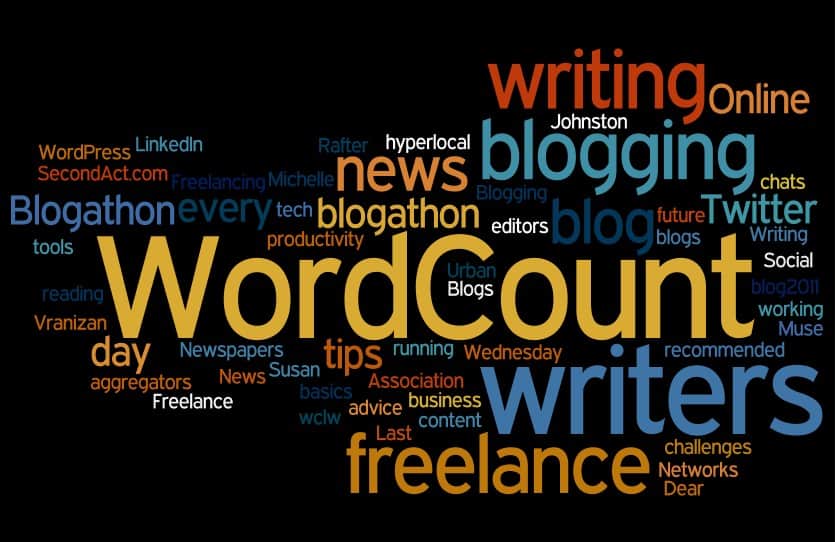 writing
Online
Johnston
blogging
WordPress
LinkedIn
Rafter
hyperlocal
SecondAct.com
Freelancing
Michelle
news
Blogging
chats
Blogathon
every
tech
blogathon
editors
blog
future
Twitter
tools
productivity
blogs
Writing
WordCount
Urban
Blogs
Social
reading
blog2011
Vranizan
working
Muse
day
Newspapers
tips
running
Wednesday
recommended
aggregators
News
Susan
basics
Association
writers
Freelance
wclw
advice
business
content
Last
freelance
challenges
Networks
Dear